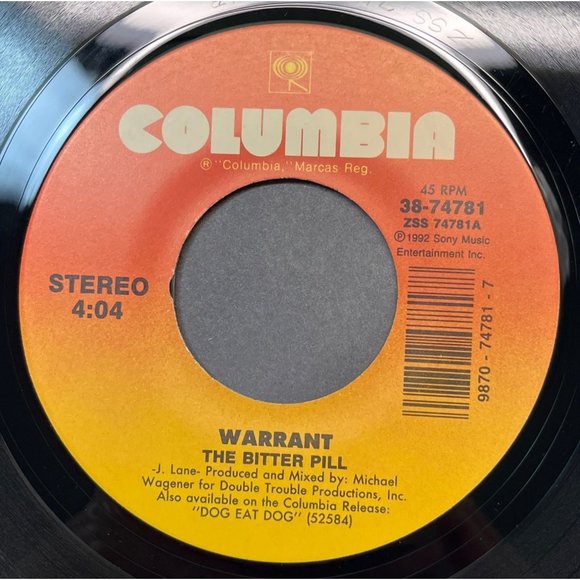 COLUMBIA
® "Columbia," Marcas Reg.
45 RPM
38-74781
ZSS 74781A
℗ 1992 Sony Music
Entertainment Inc.
STEREO
4:04
9870 - 74781 - 7
WARRANT
THE BITTER PILL
-J. Lane- Produced and Mixed by: Michael
Wagener for Double Trouble Productions, Inc.
Also available on the Columbia Release:
"DOG EAT DOG" (52584)